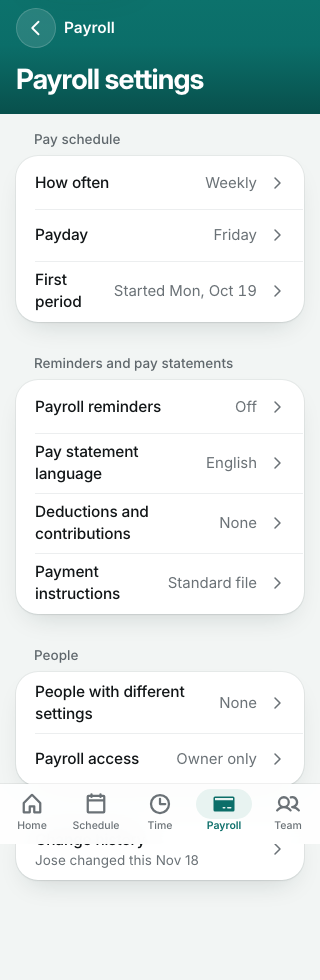 Payroll
Payroll settings
Pay schedule
How often
Weekly
Payday
Friday
First
period
Started Mon, Oct 19
Reminders and pay statements
Payroll reminders
Off
Pay statement
language
English
Deductions and
contributions
None
Payment
instructions
Standard file
People
People with different
settings
None
Payroll access
Owner only
Home
Schedule
Time
Payroll
Team
Change history
Jose changed this Nov 18